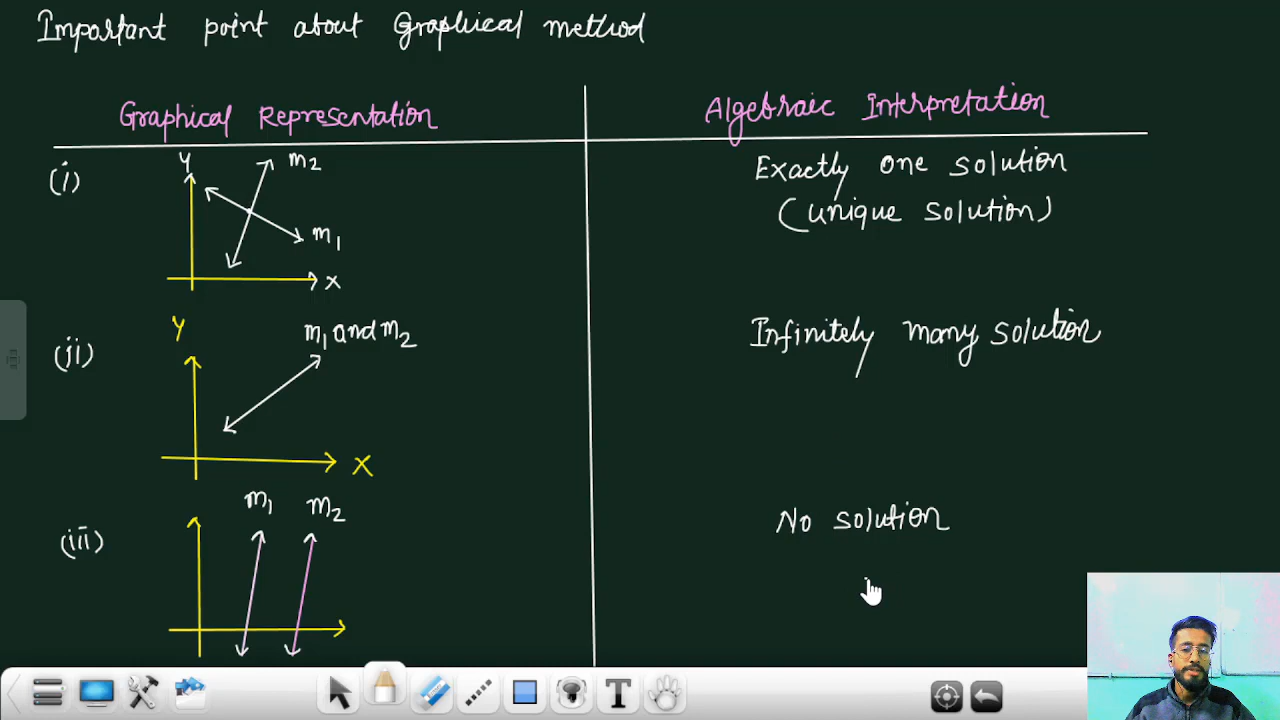 Important point about Graphical method
Graphical Representation
Algebraic Interpretation
(i)
Y
m2
m1
X
Exactly one solution
(unique solution)
(ii)
Y
m1 and m2
X
Infinitely many solution
(iii)
m1
m2
No solution
T